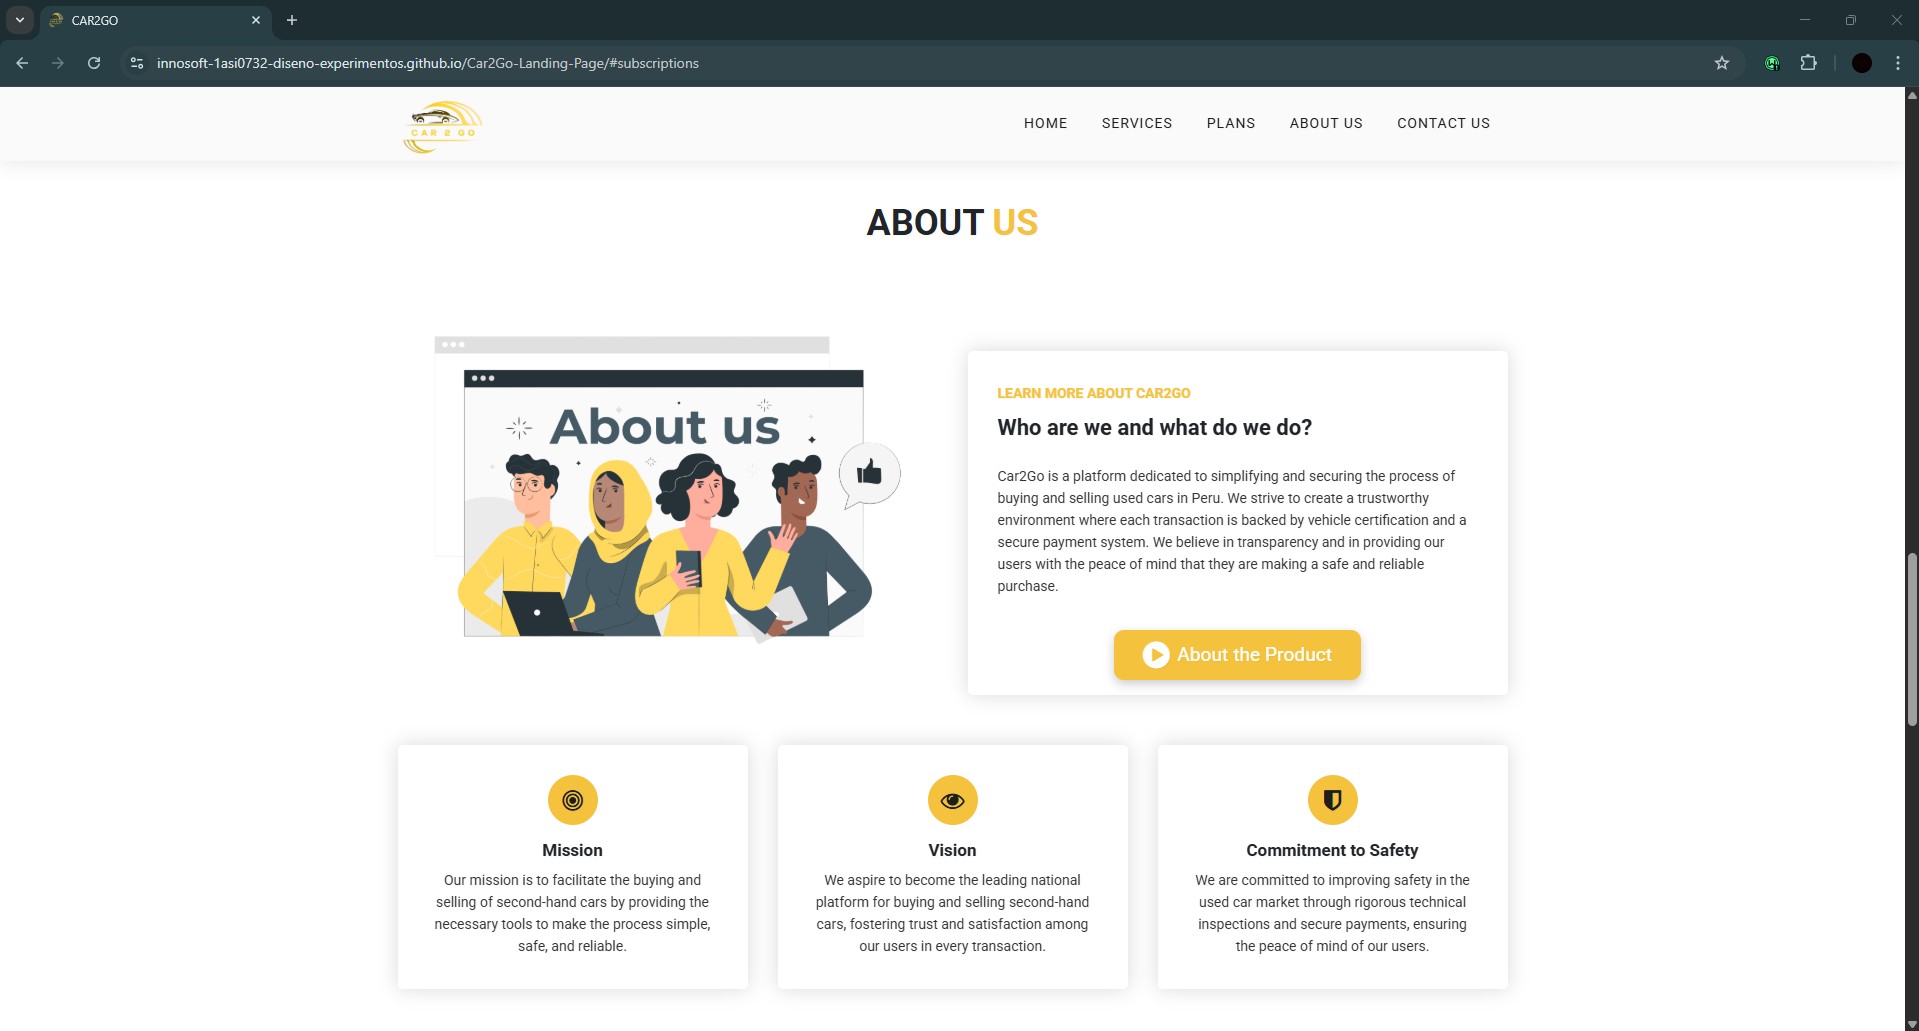 CAR2GO
innosoft-1asi0732-diseno-experimentos.github.io/Car2Go-Landing-Page/#subscriptions
CAR 2 GO
HOME SERVICES PLANS ABOUT US CONTACT US
ABOUT US
About us
LEARN MORE ABOUT CAR2GO
Who are we and what do we do?
Car2Go is a platform dedicated to simplifying and securing the process of
buying and selling used cars in Peru. We strive to create a trustworthy
environment where each transaction is backed by vehicle certification and a
secure payment system. We believe in transparency and in providing our
users with the peace of mind that they are making a safe and reliable
purchase.
About the Product
Mission
Our mission is to facilitate the buying and
selling of second-hand cars by providing the
necessary tools to make the process simple,
safe, and reliable.
Vision
We aspire to become the leading national
platform for buying and selling second-hand
cars, fostering trust and satisfaction among
our users in every transaction.
Commitment to Safety
We are committed to improving safety in the
used car market through rigorous technical
inspections and secure payments, ensuring
the peace of mind of our users.